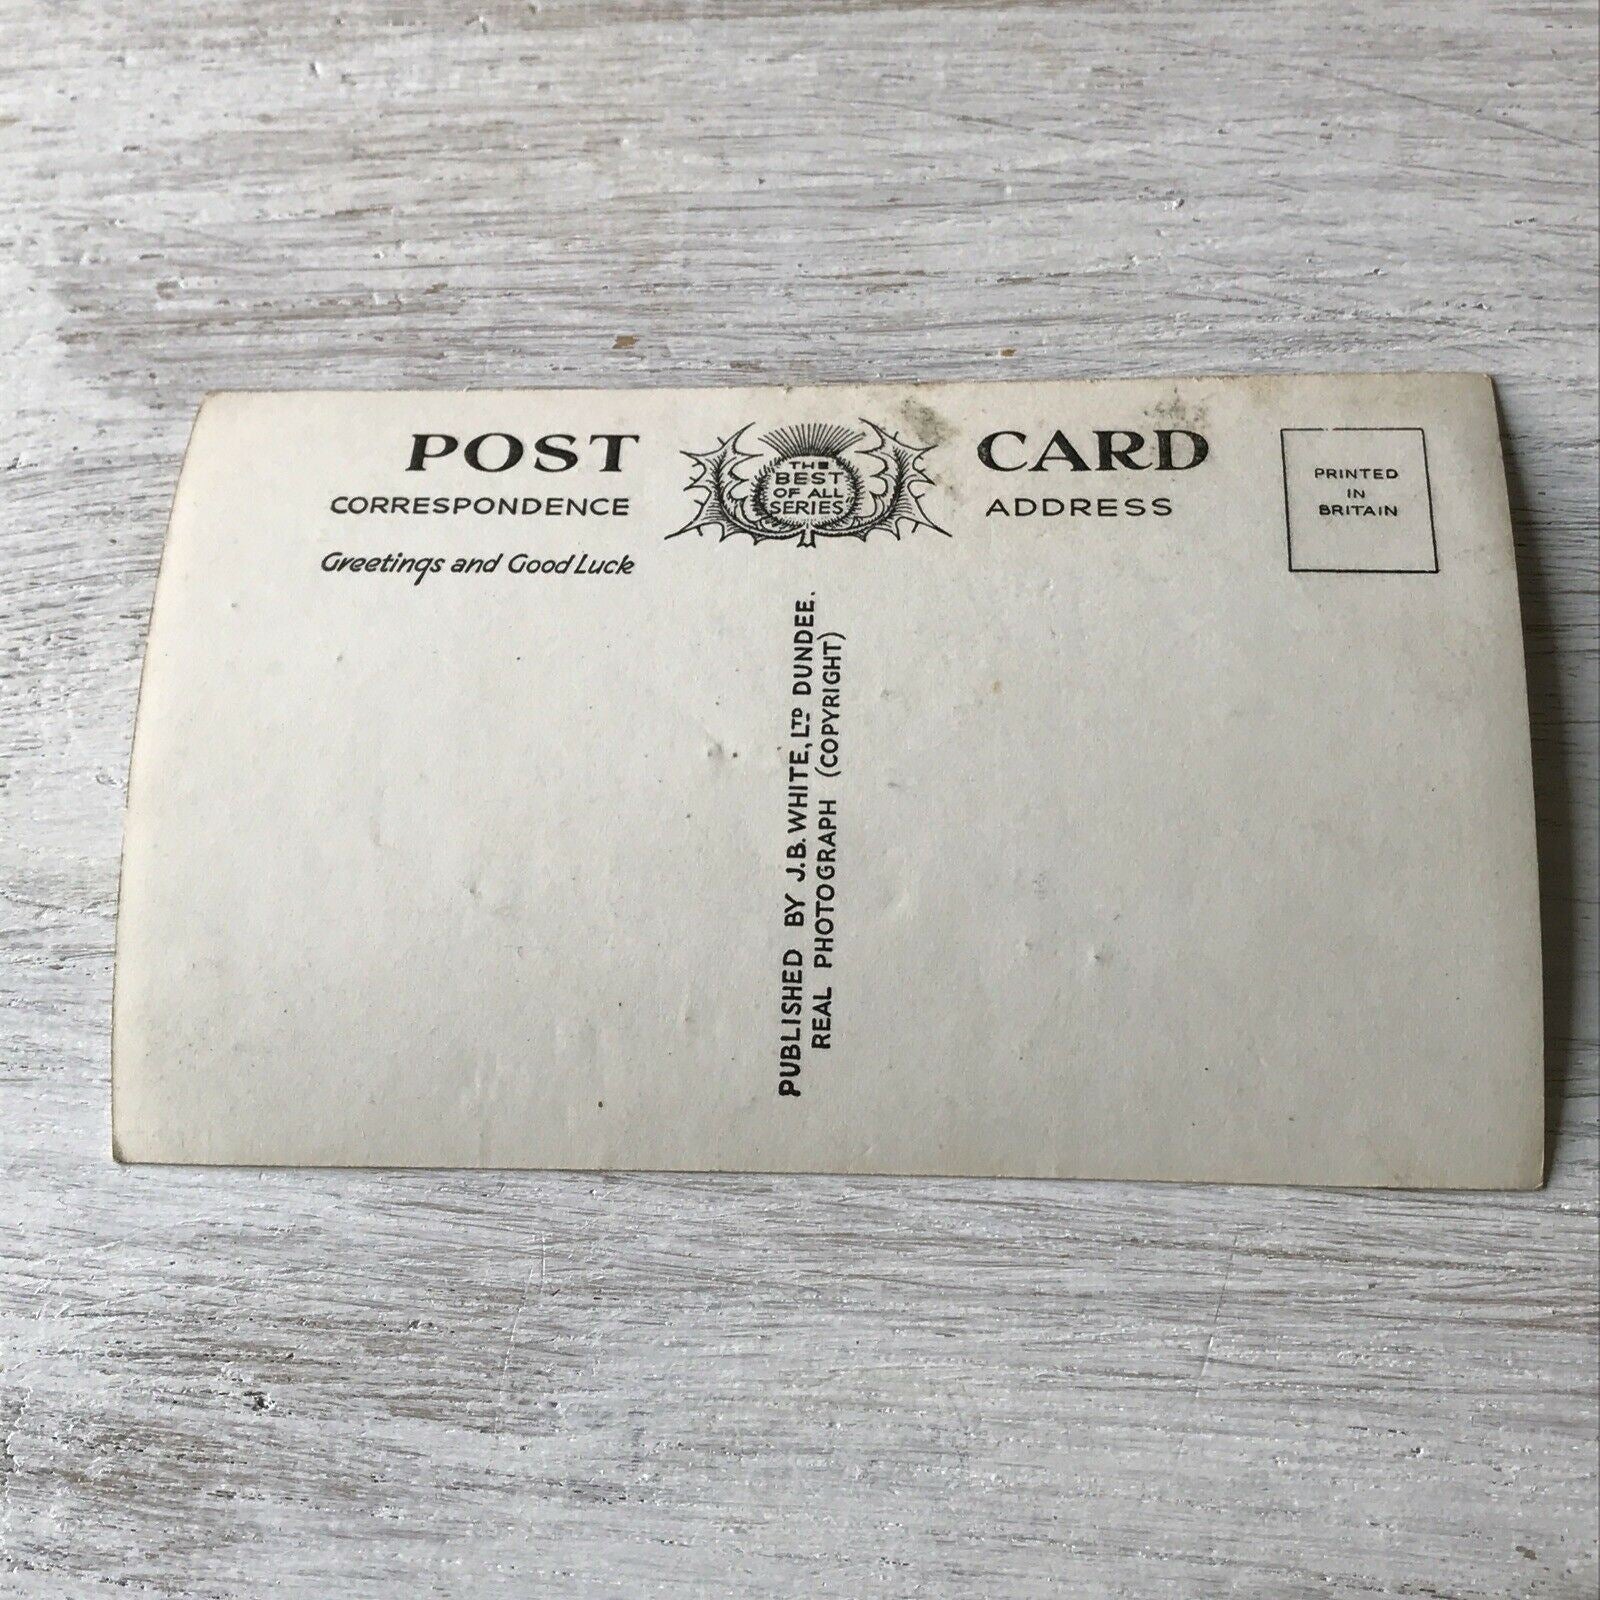 POST CARD
CORRESPONDENCE
ADDRESS
Greetings and Good Luck
THE
BEST
OF ALL
SERIES
PRINTED
IN
BRITAIN
PUBLISHED BY J.B. WHITE, LTD DUNDEE.
REAL PHOTOGRAPH (COPYRIGHT)